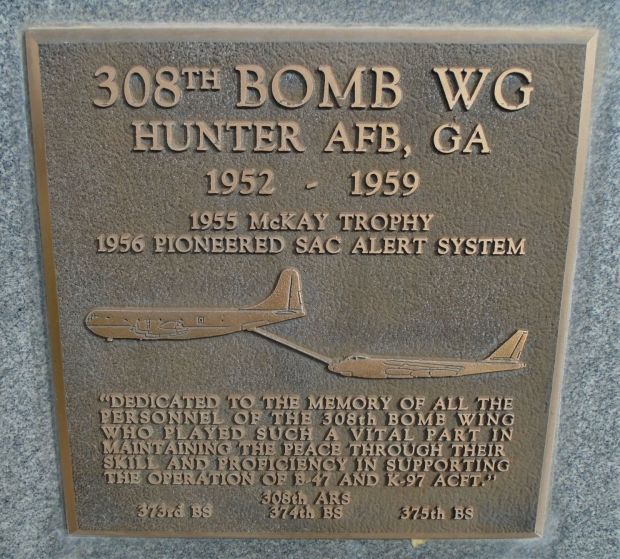 308TH BOMB WG
HUNTER AFB, GA
1952 - 1959
1955 McKAY TROPHY
1956 PIONEERED SAC ALERT SYSTEM
"DEDICATED TO THE MEMORY OF ALL THE
PERSONNEL OF THE 308th BOMB WING
WHO PLAYED SUCH A VITAL PART IN
MAINTAINING THE PEACE THROUGH THEIR
SKILL AND PROFICIENCY IN SUPPORTING
THE OPERATION OF B-47 AND K-97 ACFT."
308th ARS
373rd BS 374th BS 375th BS